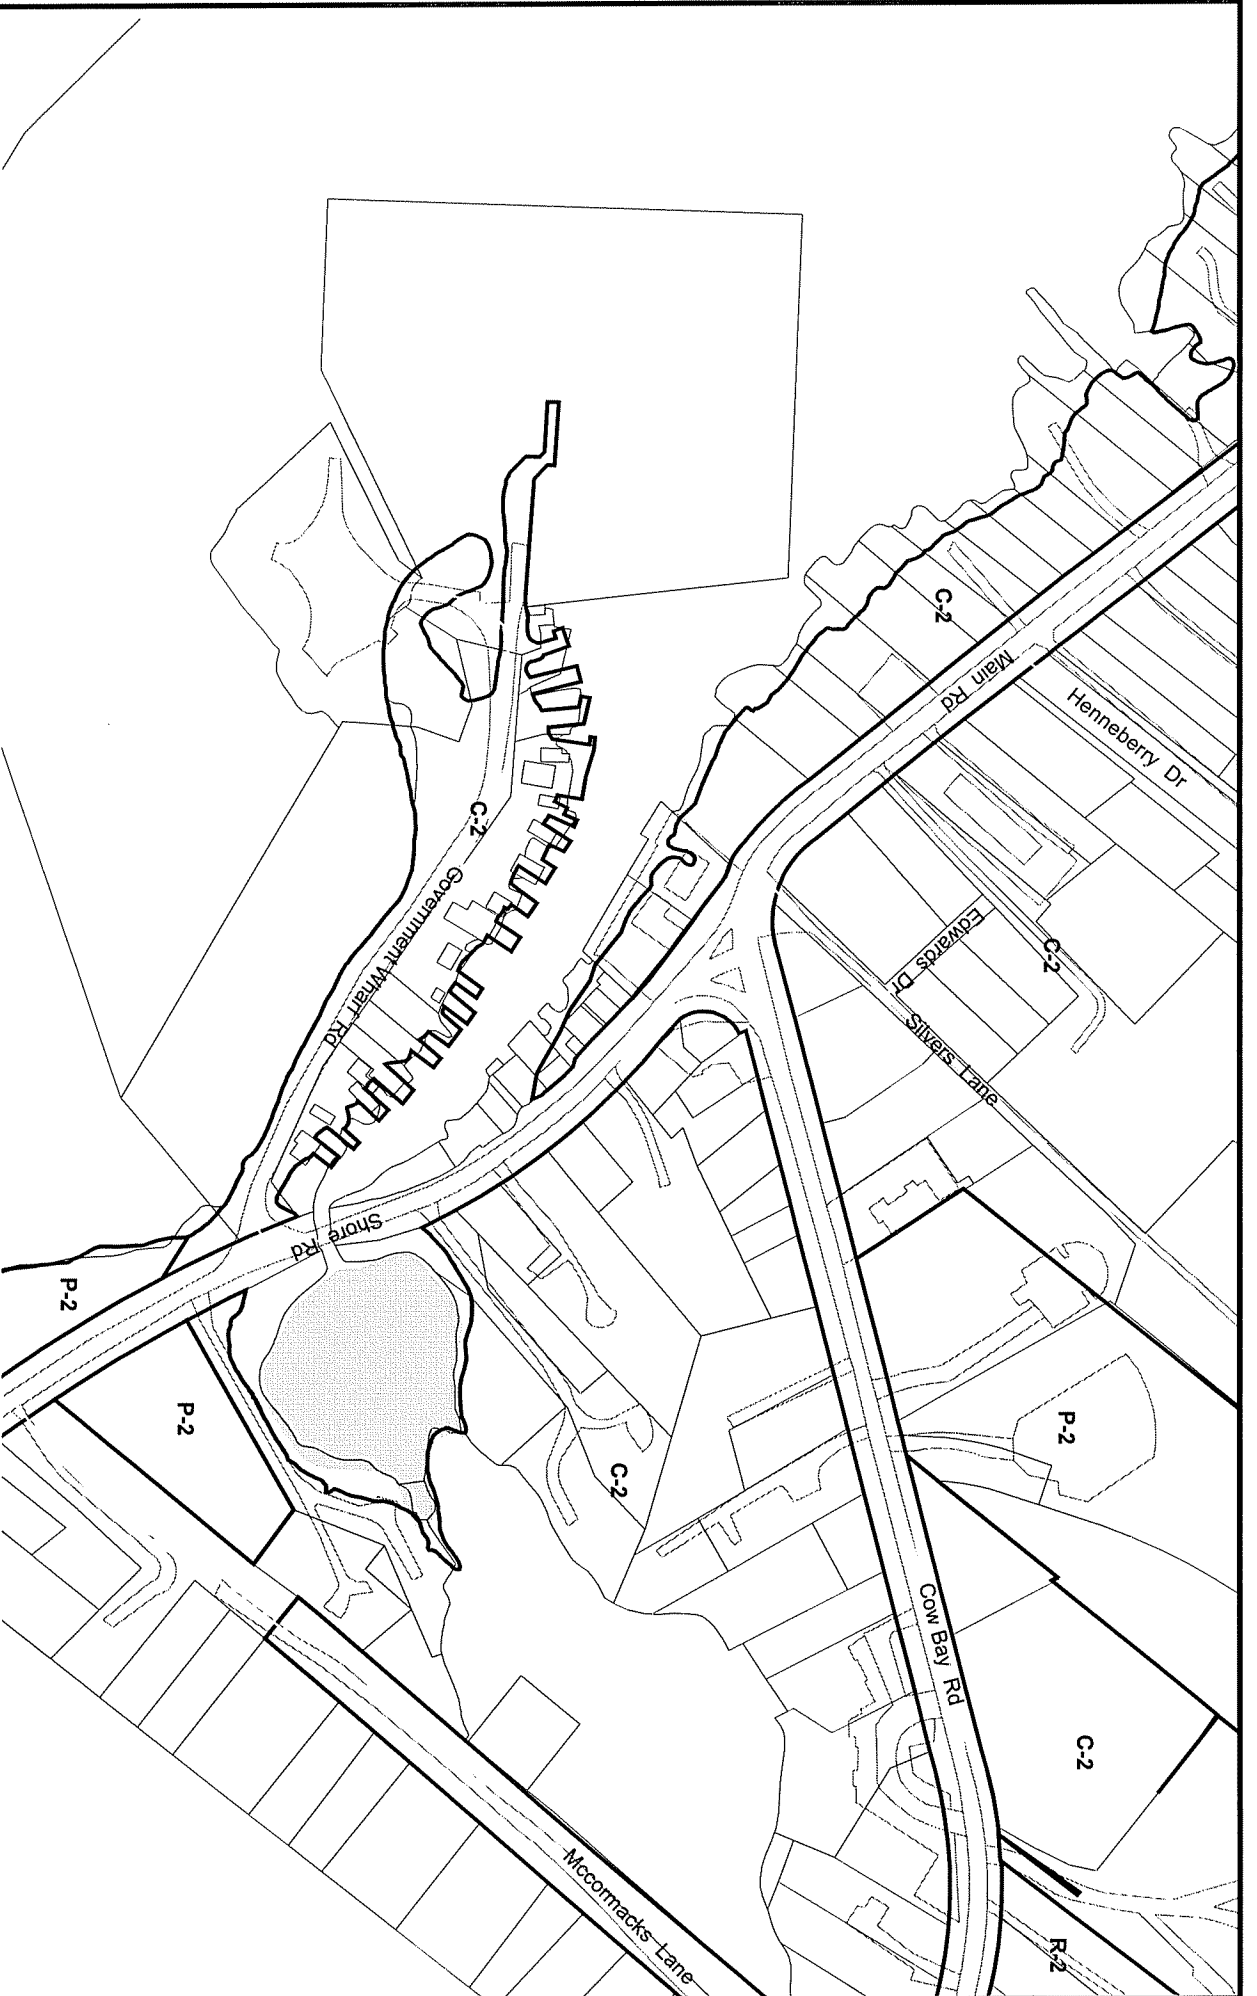 C-2
Main Rd
Henneberry Dr
C-2
Government Wharf Rd
Edwards Dr
C-2
Silvers Lane
Shore Rd
P-2
P-2
C-2
P-2
Cow Bay Rd
C-2
Mccormacks Lane
R-2